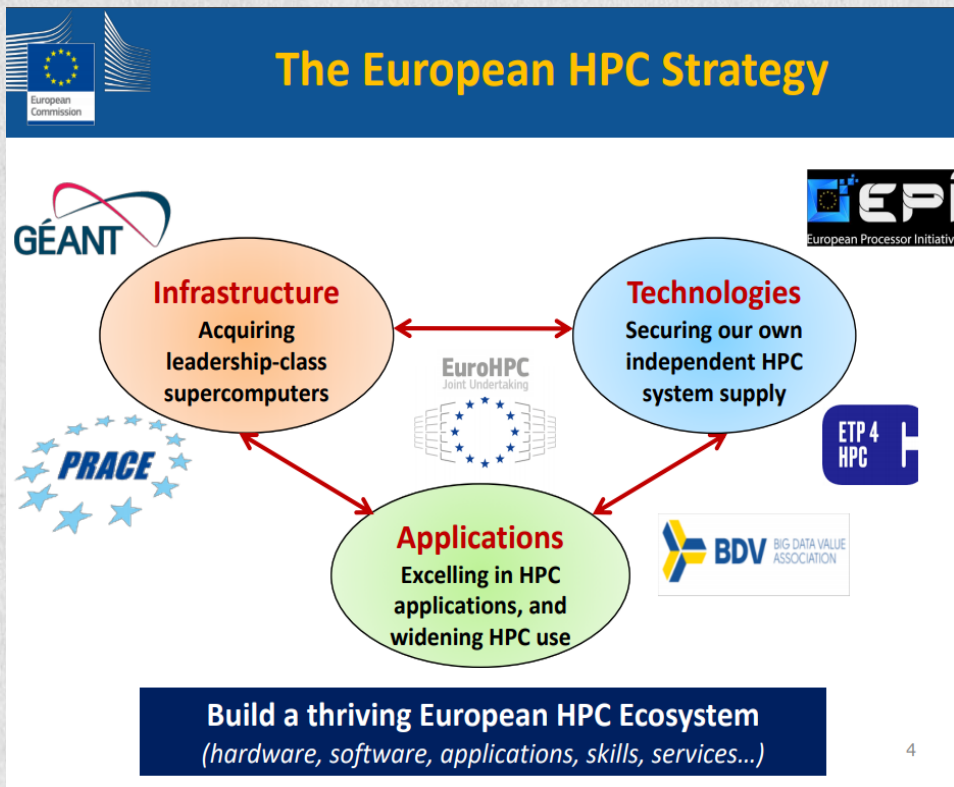 European
Commission
The European HPC Strategy
GÉANT
EPI
European Processor Initiativ
Infrastructure
Acquiring
leadership-class
supercomputers
Technologies
Securing our own
independent HPC
system supply
EuroHPC
Joint Undertaking
PRACE
ETP 4
HPC
Applications
Excelling in HPC
applications, and
widening HPC use
BDV BIG DATA VALUE
ASSOCIATION
Build a thriving European HPC Ecosystem
(hardware, software, applications, skills, services...)
4